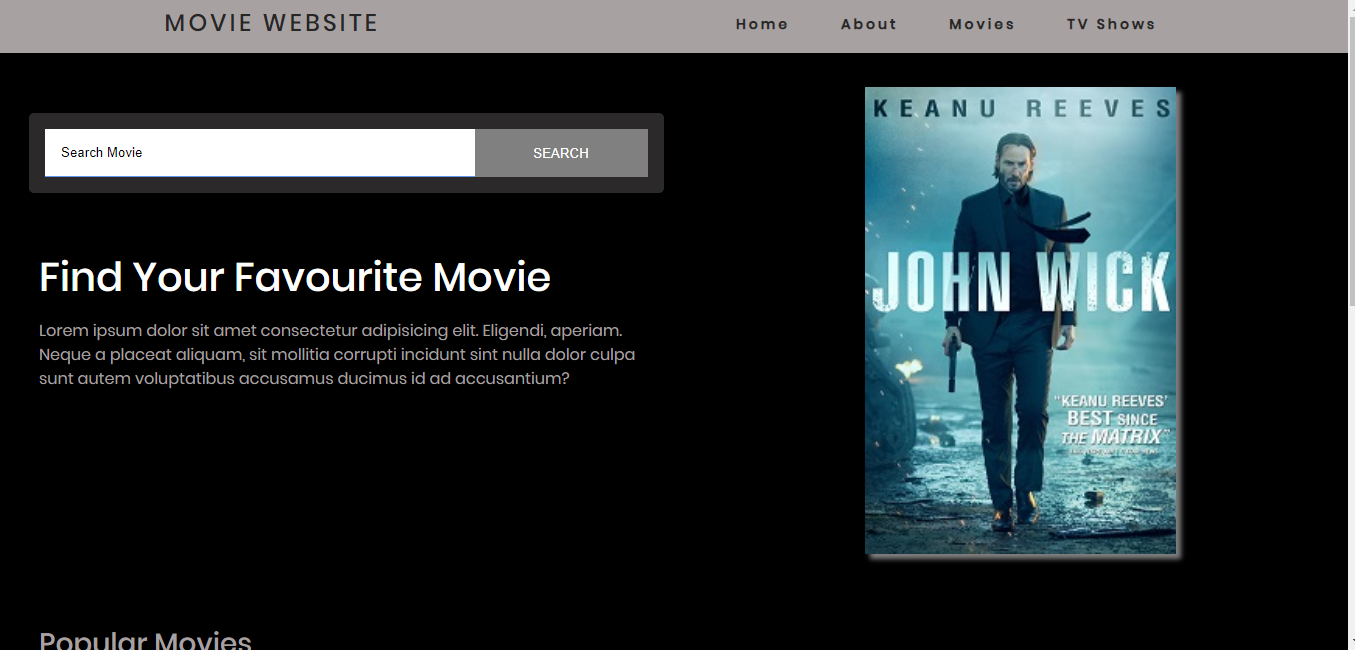 MOVIE WEBSITE
Home About Movies TV Shows
Search Movie SEARCH
Find Your Favourite Movie
Lorem ipsum dolor sit amet consectetur adipisicing elit. Eligendi, aperiam.
Neque a placeat aliquam, sit mollitia corrupti incidunt sint nulla dolor culpa
sunt autem voluptatibus accusamus ducimus id ad accusantium?
KEANU REEVES
JOHN WICK
"KEANU REEVES'
BEST SINCE
THE MATRIX"
Popular Movies